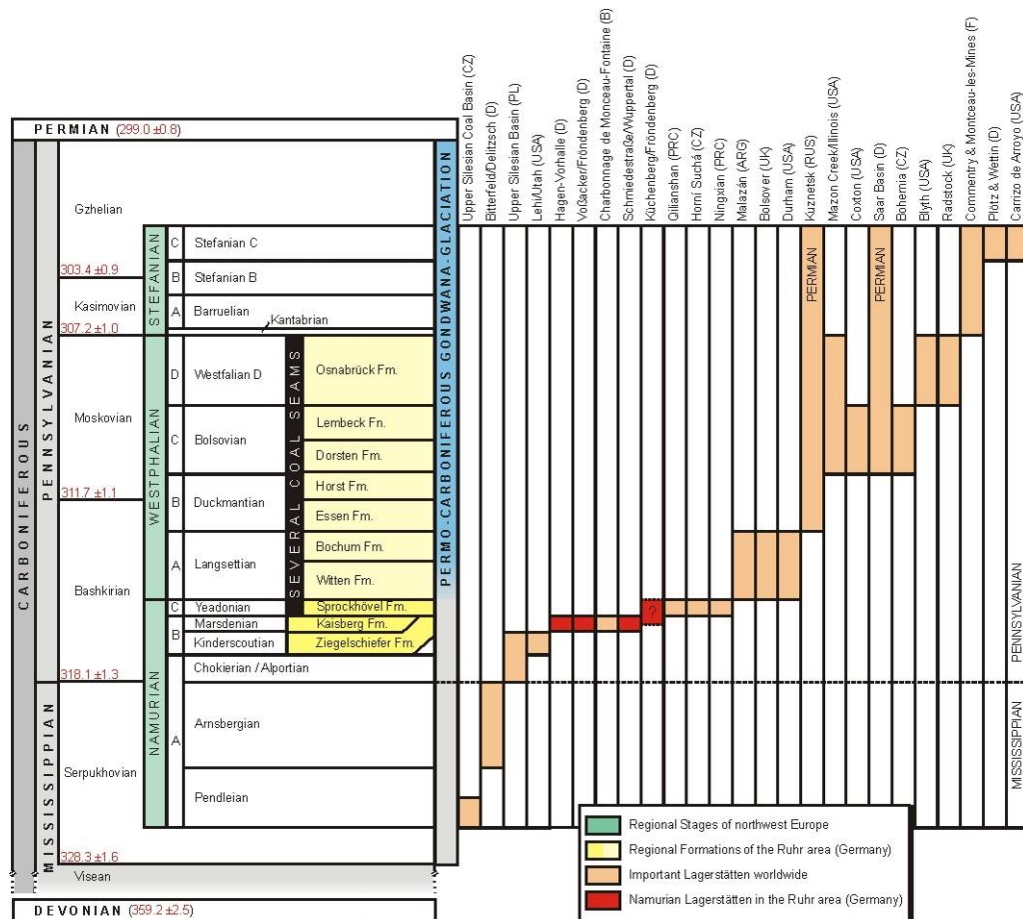 PERMIAN (299.0 ±0.8)
CARBONIFEROUS
PENNSYLVANIAN
MISSISSIPPIAN
Gzhelian
303.4 ±0.9
Kasimovian
307.2 ±1.0
Moskovian
311.7 ±1.1
Bashkirian
318.1 ±1.3
Serpukhovian
328.3 ±1.6
Visean
DEVONIAN (359.2 ±2.5)
STEFANIAN
WESTPHALIAN
NAMURIAN
C Stefanian C
B Stefanian B
A Barruelian
Kantabrian
D Westfalian D
C Bolsovian
B Duckmantian
A Langsettian
C Yeadonian
B Marsdenian
Kinderscoutian
Chokierian / Alportian
A Arnsbergian
Pendleian
SEVERAL COAL SEAMS
Osnabrück Fm.
Lembeck Fn.
Dorsten Fm.
Horst Fm.
Essen Fm.
Bochum Fm.
Witten Fm.
Sprockhövel Fm.
Kaisberg Fm.
Ziegelschiefer Fm.
PERMO-CARBONIFEROUS GONDWANA-GLACIATION
Upper Silesian Coal Basin (CZ)
Bitterfeld/Delitzsch (D)
Upper Silesian Basin (PL)
Lehi/Utah (USA)
Hagen-Vorhalle (D)
Voßacker/Fröndenberg (D)
Charbonnage de Monceau-Fontaine (B)
Schmiedestraße/Wuppertal (D)
Küchenberg/Fröndenberg (D)
Qilianshan (PRC)
Horní Suchá (CZ)
Ningxian (PRC)
Malazán (ARG)
Bolsover (UK)
Durham (USA)
Kuznetsk (RUS)
Mazon Creek/Illinois (USA)
Coxton (USA)
Saar Basin (D)
Bohemia (CZ)
Blyth (USA)
Radstock (UK)
Commentry & Montceau-les-Mines (F)
Plötz & Wettin (D)
Carrizo de Arroyo (USA)
PERMIAN
PERMIAN
?
PENNSYLVANIAN
MISSISSIPPIAN
Regional Stages of northwest Europe
Regional Formations of the Ruhr area (Germany)
Important Lagerstätten worldwide
Namurian Lagerstätten in the Ruhr area (Germany)